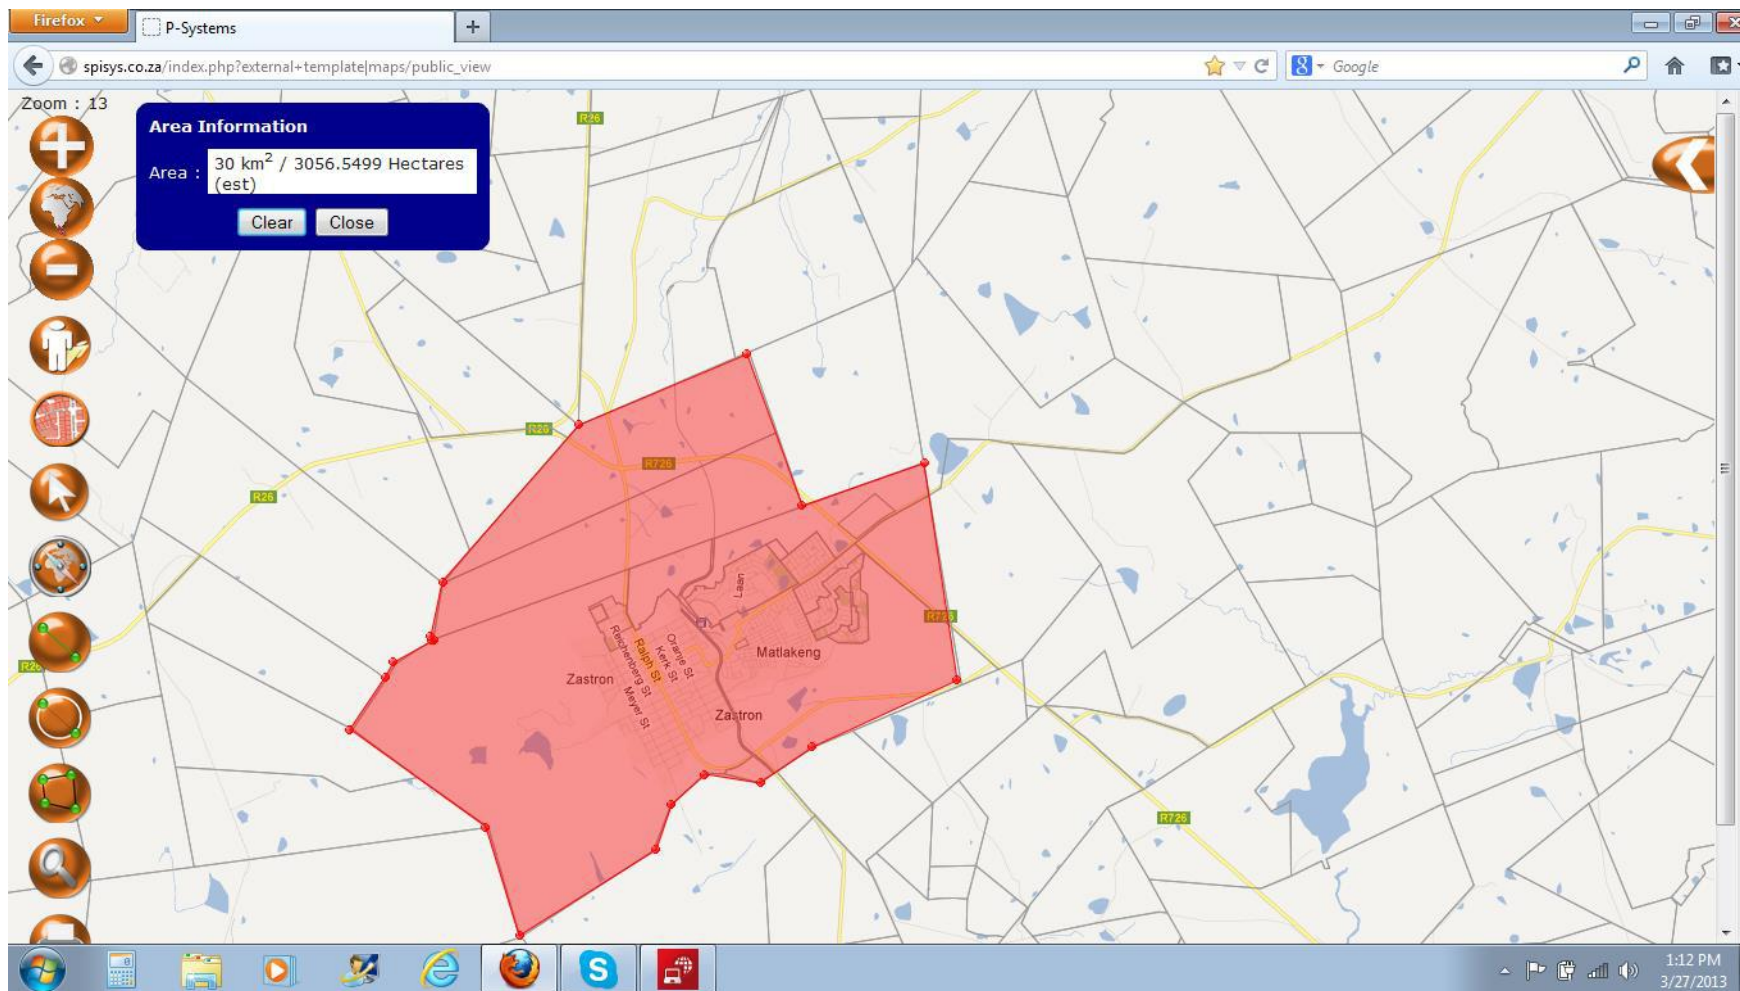 Firefox
P-Systems
spisys.co.za/index.php?external+template|maps/public_view
Google
Zoom : 13
Area Information
Area :
30 km² / 3056.5499 Hectares
(est)
Clear
Close
R26
R26
R726
R26
R26
R726
Laan
Matlakeng
Oranje St
Kerk St
Ralph St
Reichenberg St
Meyer St
Zastron
Zastron
R726
1:12 PM
3/27/2013